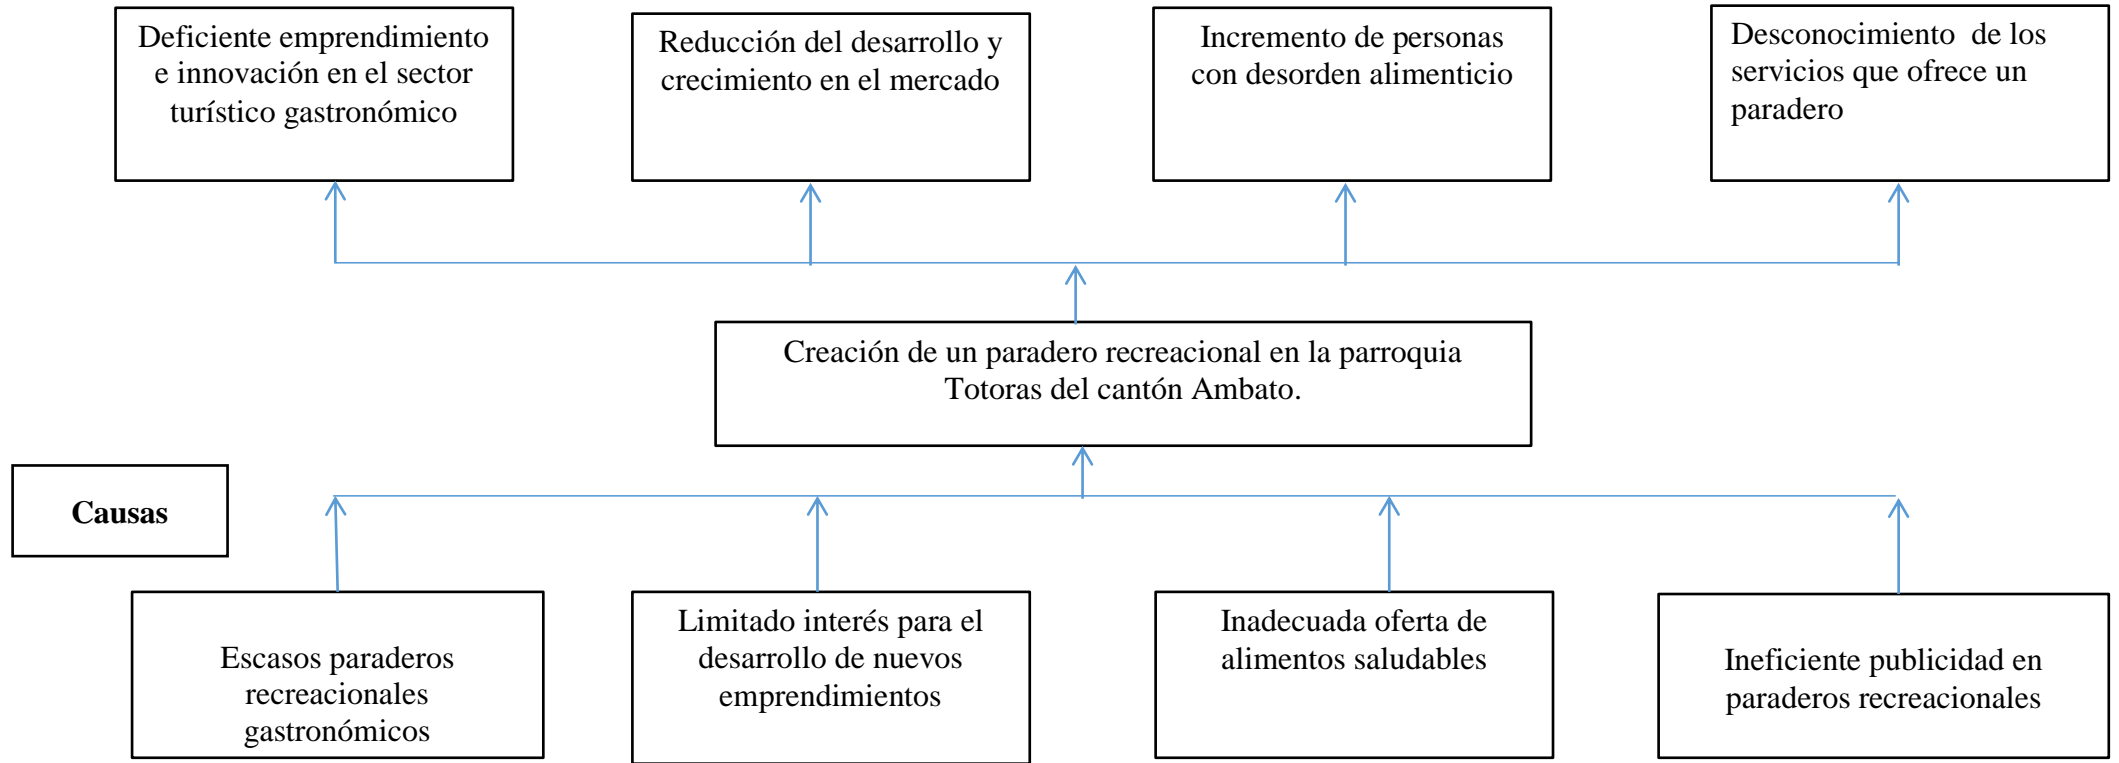 Deficiente emprendimiento
e innovación en el sector
turístico gastronómico
Reducción del desarrollo y
crecimiento en el mercado
Incremento de personas
con desorden alimenticio
Desconocimiento  de los
servicios que ofrece un
paradero
Creación de un paradero recreacional en la parroquia
Totoras del cantón Ambato.
Causas
Escasos paraderos
recreacionales
gastronómicos
Limitado interés para el
desarrollo de nuevos
emprendimientos
Inadecuada oferta de
alimentos saludables
Ineficiente publicidad en
paraderos recreacionales